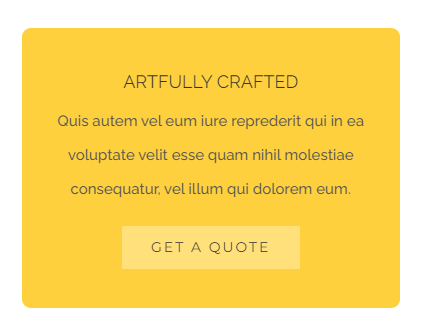 ARTFULLY CRAFTED
Quis autem vel eum iure reprederit qui in ea
voluptate velit esse quam nihil molestiae
consequatur, vel illum qui dolorem eum.
GET A QUOTE